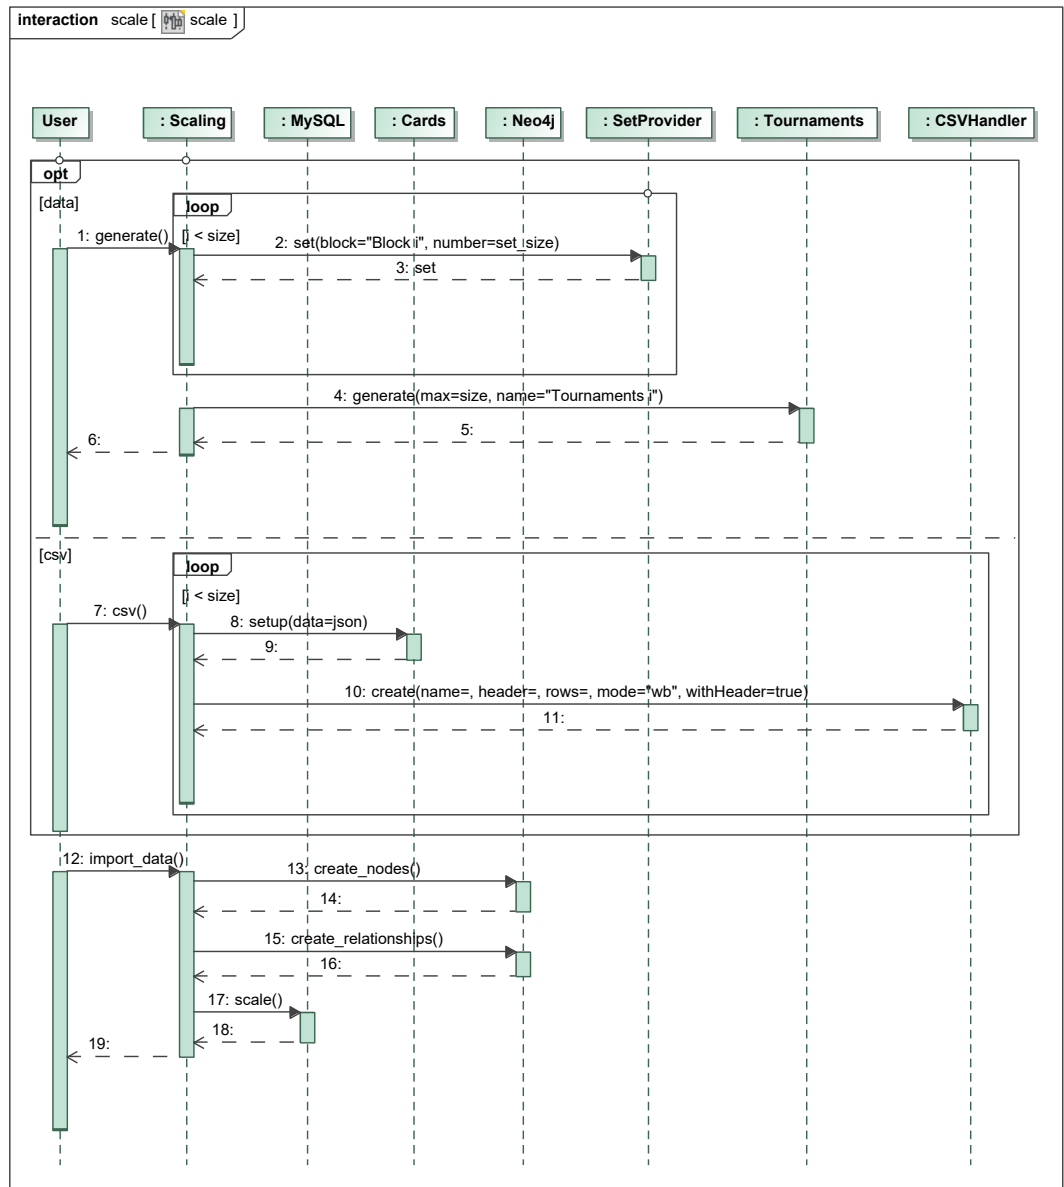 interaction scale [ scale ]
User
: Scaling
: MySQL
: Cards
: Neo4j
: SetProvider
: Tournaments
: CSVHandler
opt
[data]
loop
1: generate()
[i < size]
2: set(block="Block i", number=set_size)
3: set
4: generate(max=size, name="Tournaments i")
5:
6:
[csv]
loop
[i < size]
7: csv()
8: setup(data=json)
9:
10: create(name=, header=, rows=, mode="wb", withHeader=true)
11:
12: import_data()
13: create_nodes()
14:
15: create_relationships()
16:
17: scale()
18:
19: